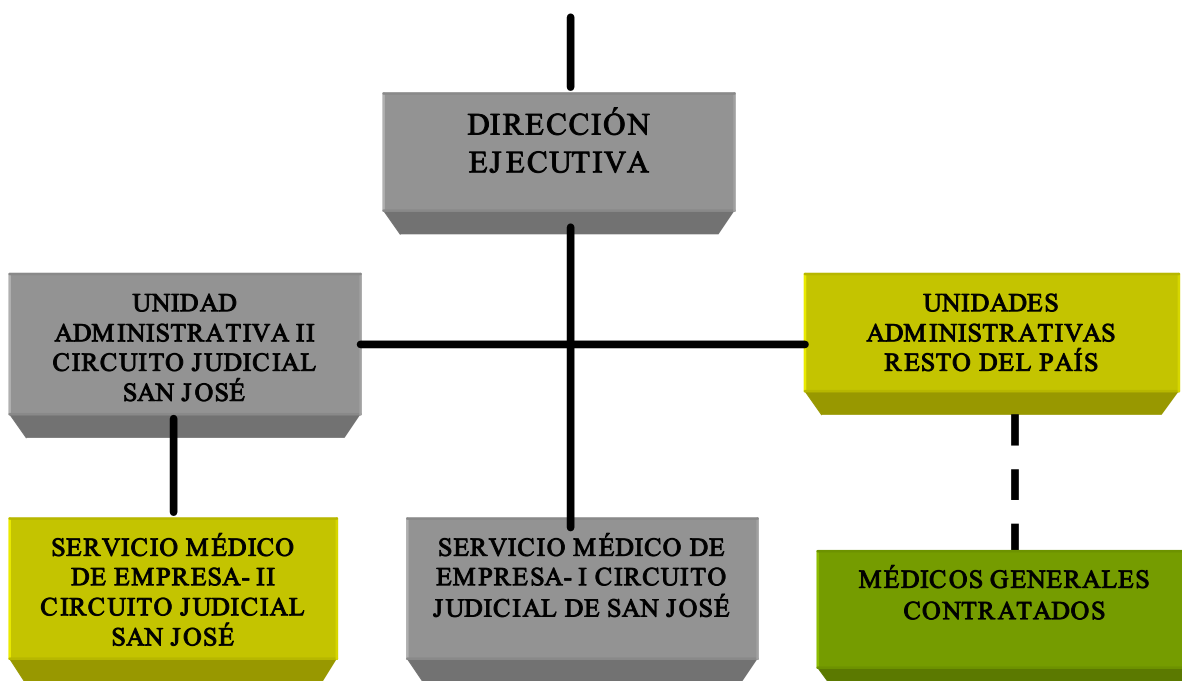 DIRECCIÓN
EJECUTIVA
UNIDAD
ADMINISTRATIVA II
CIRCUITO JUDICIAL
SAN JOSÉ
UNIDADES
ADMINISTRATIVAS
RESTO DEL PAÍS
SERVICIO MÉDICO
DE EMPRESA- II
CIRCUITO JUDICIAL
SAN JOSÉ
SERVICIO MÉDICO DE
EMPRESA- I CIRCUITO
JUDICIAL DE SAN JOSÉ
MÉDICOS GENERALES
CONTRATADOS